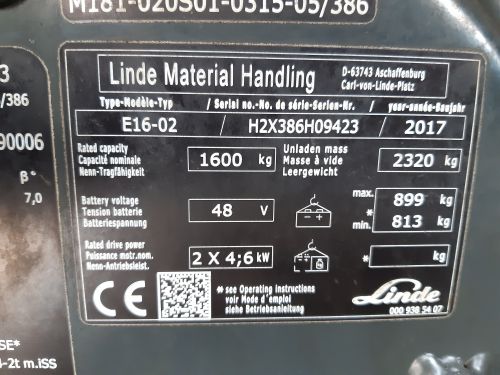 M181-020S01-0315-05/386
3
/386
90006
β°
7,0
SE*
-2t m.ISS
Linde Material Handling
D-63743 Aschaffenburg
Carl-von-Linde-Platz
Type-Modèle-Typ / Serial no.-No. de série-Serien-Nr. / year-année-Baujahr
E16-02 / H2X386H09423 / 2017
Rated capacity
Capacité nominale
Nenn-Tragfähigkeit
1600 kg
Unladen mass
Masse à vide
Leergewicht
2320 kg
Battery voltage
Tension batterie
Batteriespannung
48 V
- +
max. 899 kg
*
min. 813 kg
Rated drive power
Puissance motr.nom.
Nenn-Antriebsleist.
2 X 4;6 kW
* kg
CE
* see Operating Instructions
voir Mode d'emploi
siehe Betriebsanleitung
Linde
000 938 54 07